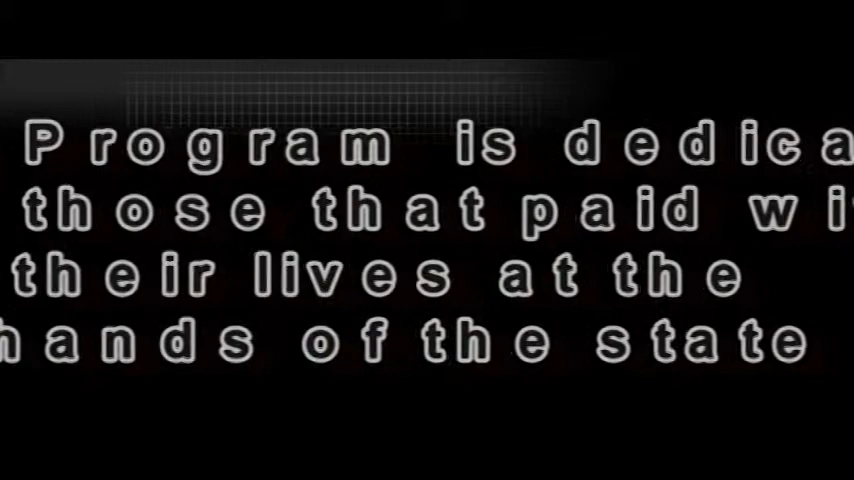 Program is dedica
those that paid wi
their lives at the
hands of the state